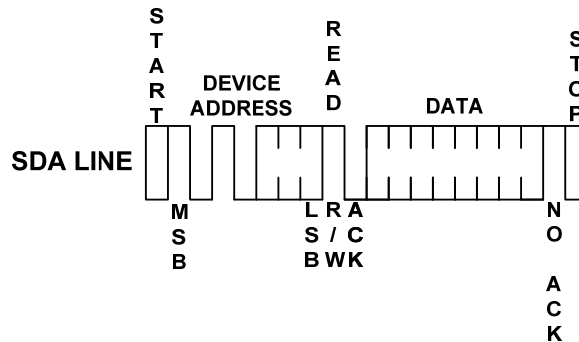 START
DEVICE
ADDRESS
READ
DATA
STOP
SDA LINE
MSB
LSB
R/W
ACK
NO ACK